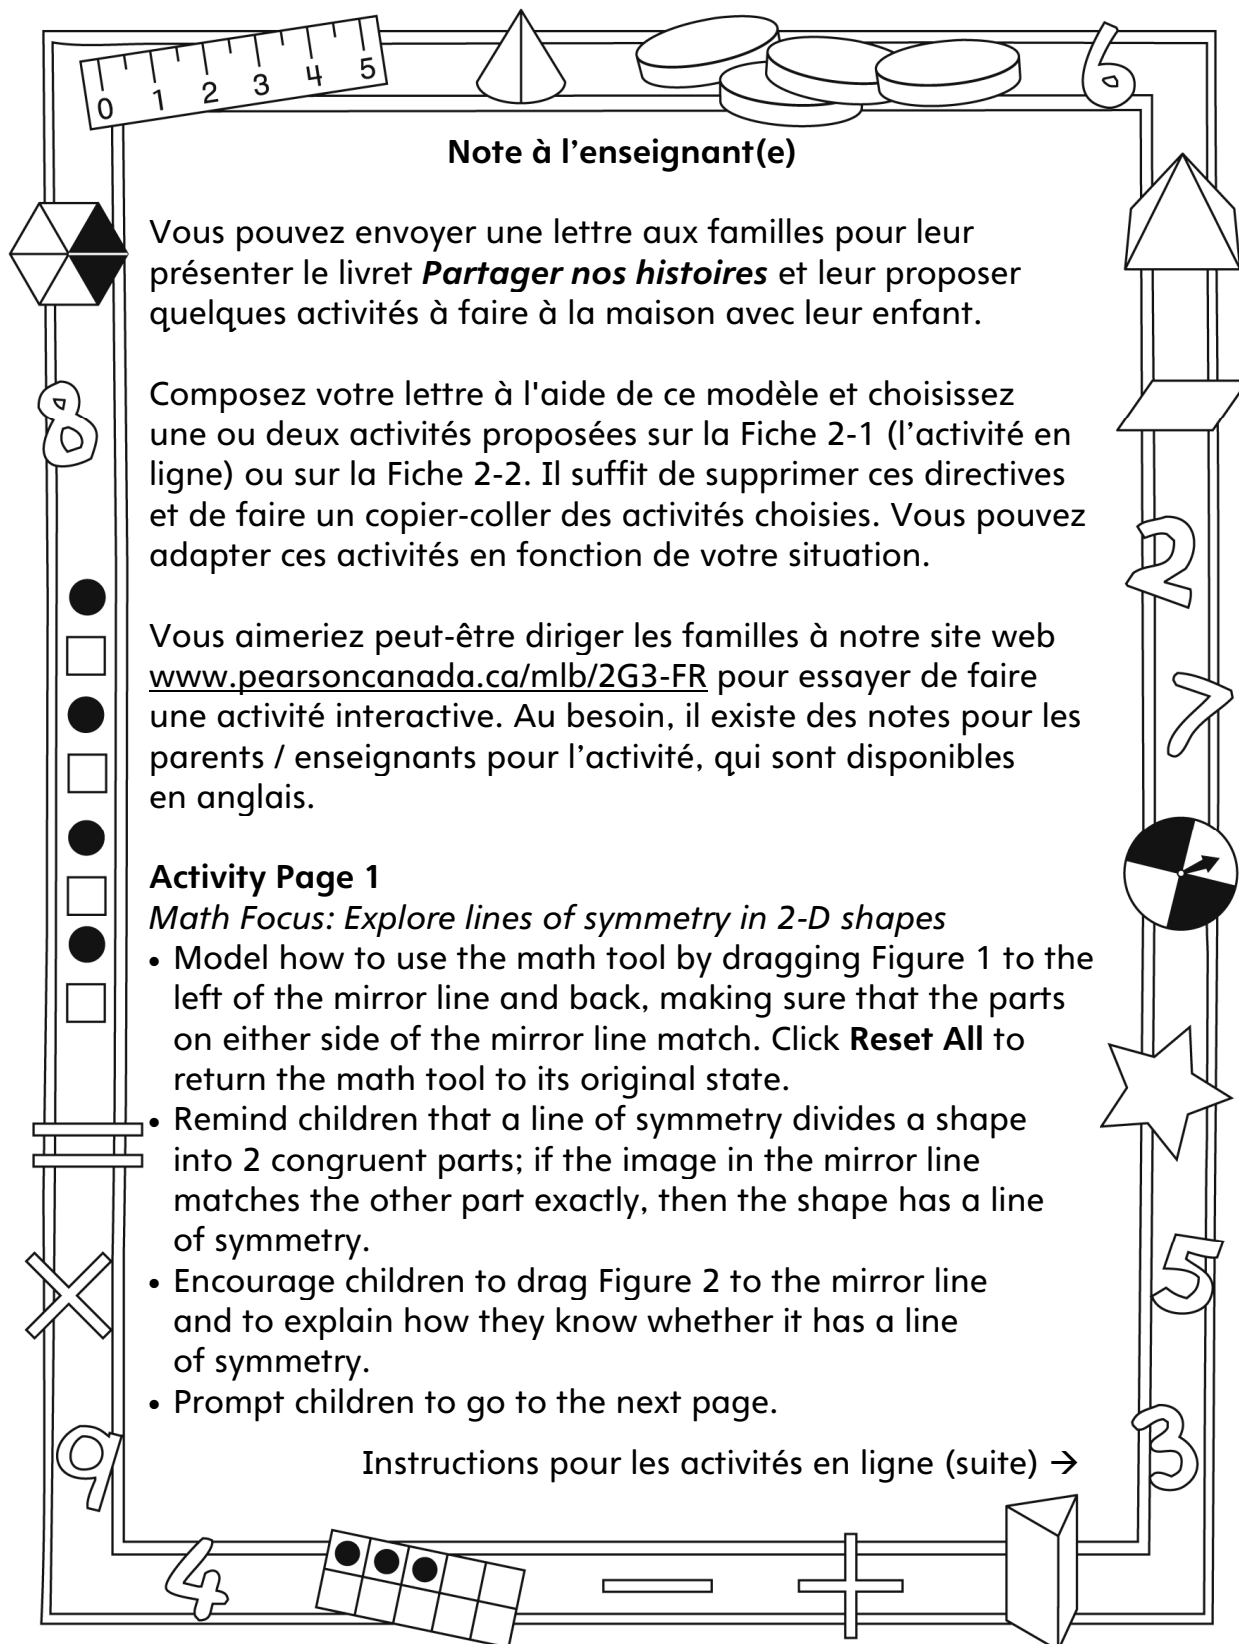 0 1 2 3 4 5
6
Note à l’enseignant(e)
Vous pouvez envoyer une lettre aux familles pour leur
présenter le livret Partager nos histoires et leur proposer
quelques activités à faire à la maison avec leur enfant.
8
Composez votre lettre à l'aide de ce modèle et choisissez
une ou deux activités proposées sur la Fiche 2-1 (l’activité en
ligne) ou sur la Fiche 2-2. Il suffit de supprimer ces directives
et de faire un copier-coller des activités choisies. Vous pouvez
adapter ces activités en fonction de votre situation.
2
Vous aimeriez peut-être diriger les familles à notre site web
www.pearsoncanada.ca/mlb/2G3-FR pour essayer de faire
une activité interactive. Au besoin, il existe des notes pour les
parents / enseignants pour l’activité, qui sont disponibles
en anglais.
7
Activity Page 1
Math Focus: Explore lines of symmetry in 2-D shapes
• Model how to use the math tool by dragging Figure 1 to the
left of the mirror line and back, making sure that the parts
on either side of the mirror line match. Click Reset All to
return the math tool to its original state.
• Remind children that a line of symmetry divides a shape
into 2 congruent parts; if the image in the mirror line
matches the other part exactly, then the shape has a line
of symmetry.
• Encourage children to drag Figure 2 to the mirror line
and to explain how they know whether it has a line
of symmetry.
• Prompt children to go to the next page.
5
Instructions pour les activités en ligne (suite) →
9
3
4